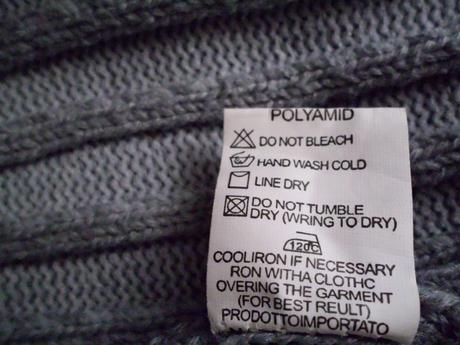 POLYAMID
DO NOT BLEACH
HAND WASH COLD
LINE DRY
DO NOT TUMBLE
DRY (WRING TO DRY)
120C
COOLIRON IF NECESSARY
RON WITHA CLOTHC
OVERING THE GARMENT
(FOR BEST REULT)
PRODOTTOIMPORTATO